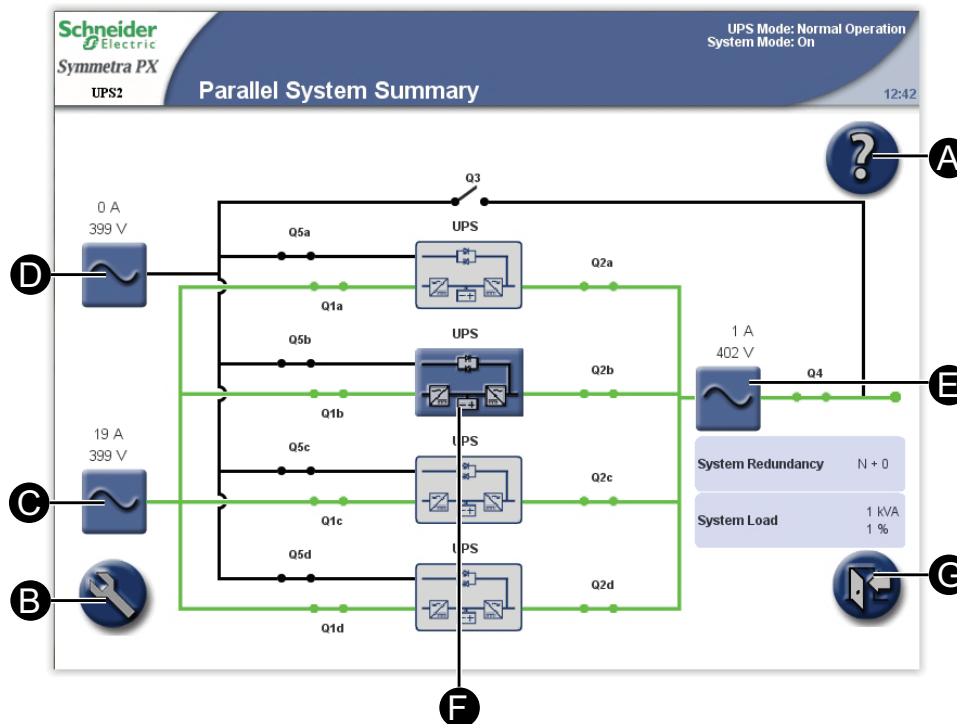 Schneider
Electric
Symmetra PX
UPS2
Parallel System Summary
UPS Mode: Normal Operation
System Mode: On
12:42
A
Q3
0 A
399 V
D
Q5a
UPS
Q2a
Q1a
UPS
Q5b
Q2b
Q1b
1 A
402 V
Q4
E
19 A
399 V
C
Q5c
UPS
Q2c
Q1c
System Redundancy N + 0
System Load 1 kVA
1 %
B
Q5d
UPS
Q2d
Q1d
G
F